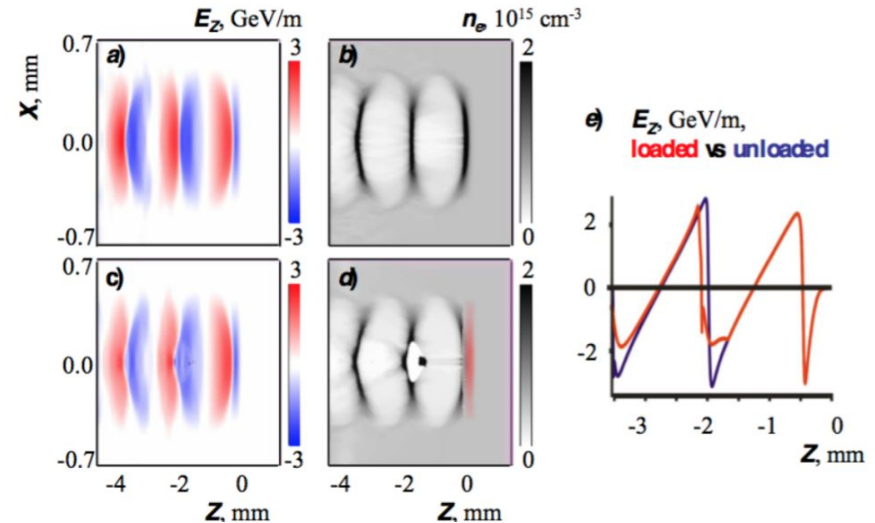 E_Z, GeV/m
n_e, 10^15 cm^-3
X, mm
0.7
0.0
-0.7
a)
3
-3
b)
2
0
e) E_Z, GeV/m,
loaded vs unloaded
2
0
-2
-3 -2 -1 0
Z, mm
0.7
0.0
-0.7
c)
3
-3
d)
2
0
-4 -2 0
Z, mm
-4 -2 0
Z, mm